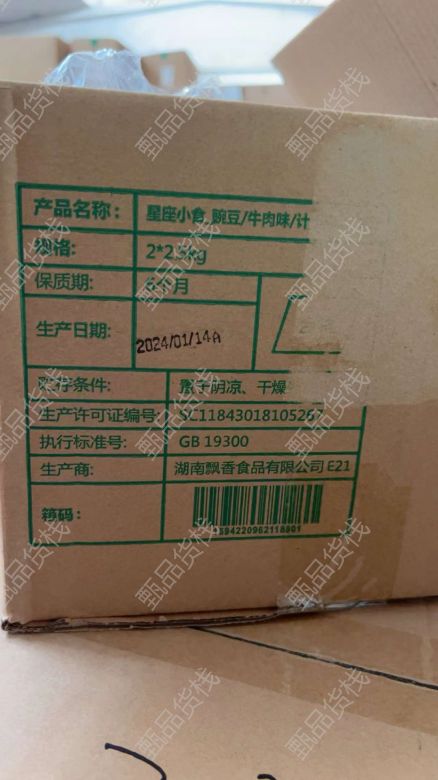 产品名称： 星座小食 豌豆/牛肉味/计
规格： 2*2.5kg
保质期： 个月
生产日期： 2024/01/14A
贮存条件： 置于阴凉、干燥
生产许可证编号：
执行标准号： GB 19300
生产商： 湖南飘香食品有限公司 E21
箱码：
甄品货栈